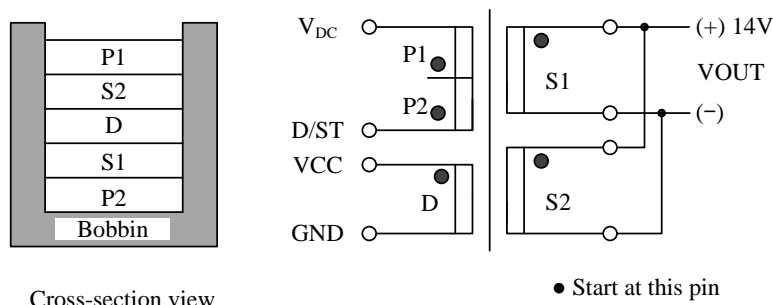 P1
S2
D
S1
P2
Bobbin
Cross-section view
VDC
P1
P2
D/ST
VCC
D
GND
S1
S2
(+) 14V
VOUT
(−)
● Start at this pin